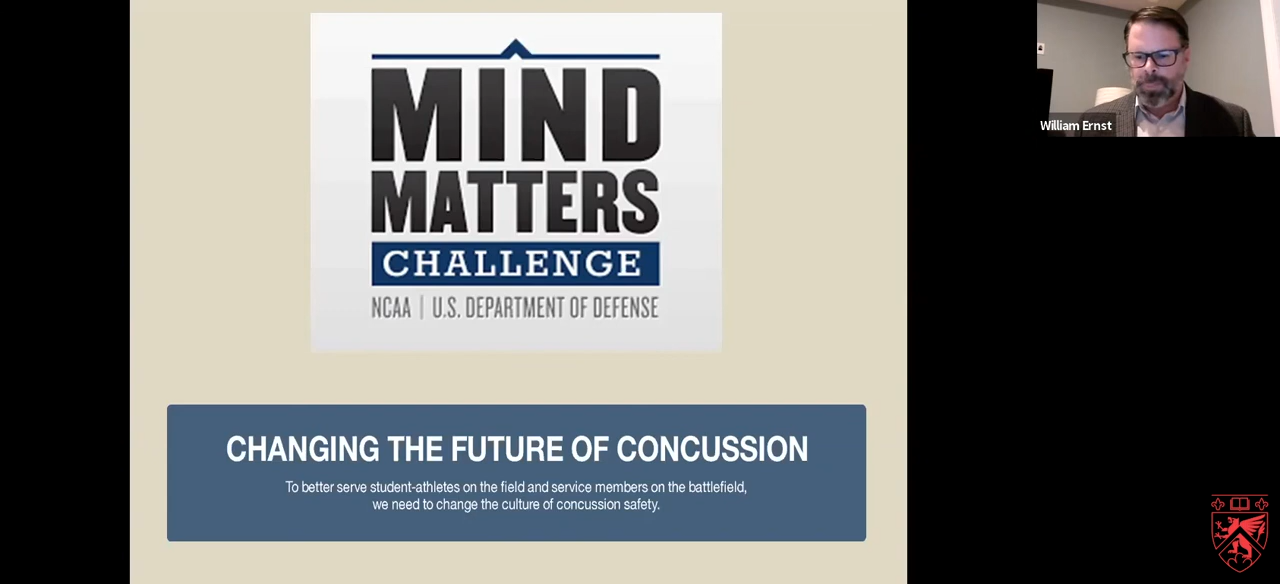 MIND
MATTERS
CHALLENGE
NCAA | U.S. DEPARTMENT OF DEFENSE
CHANGING THE FUTURE OF CONCUSSION
To better serve student-athletes on the field and service members on the battlefield,
we need to change the culture of concussion safety.
William Ernst